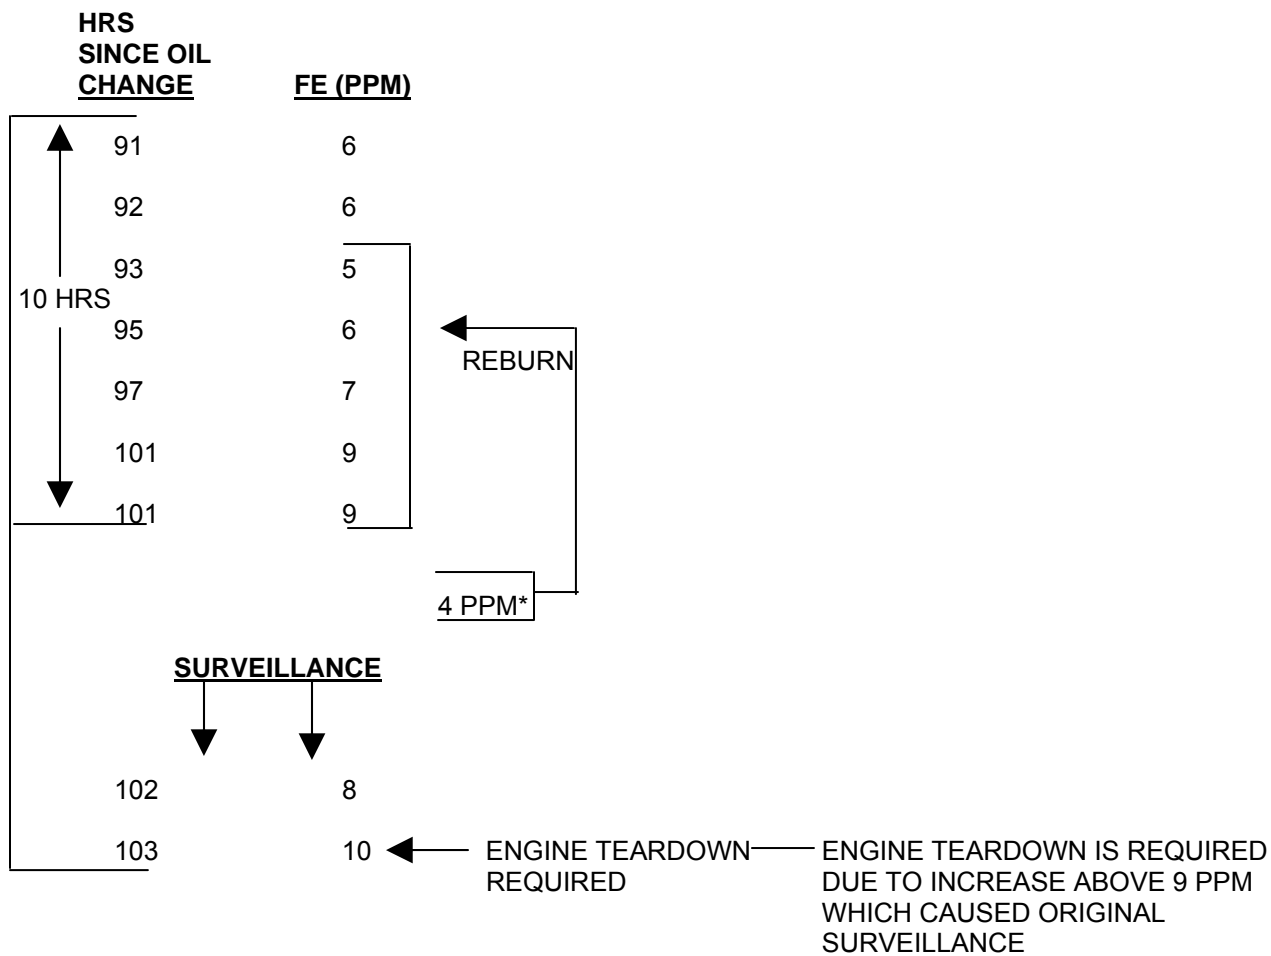 HRS
SINCE OIL
CHANGE FE (PPM)
91 6
92 6
93 5
10 HRS
95 6
REBURN
97 7
101 9
101 9
4 PPM*
SURVEILLANCE
102 8
103 10 ENGINE TEARDOWN ENGINE TEARDOWN IS REQUIRED
REQUIRED DUE TO INCREASE ABOVE 9 PPM
WHICH CAUSED ORIGINAL
SURVEILLANCE